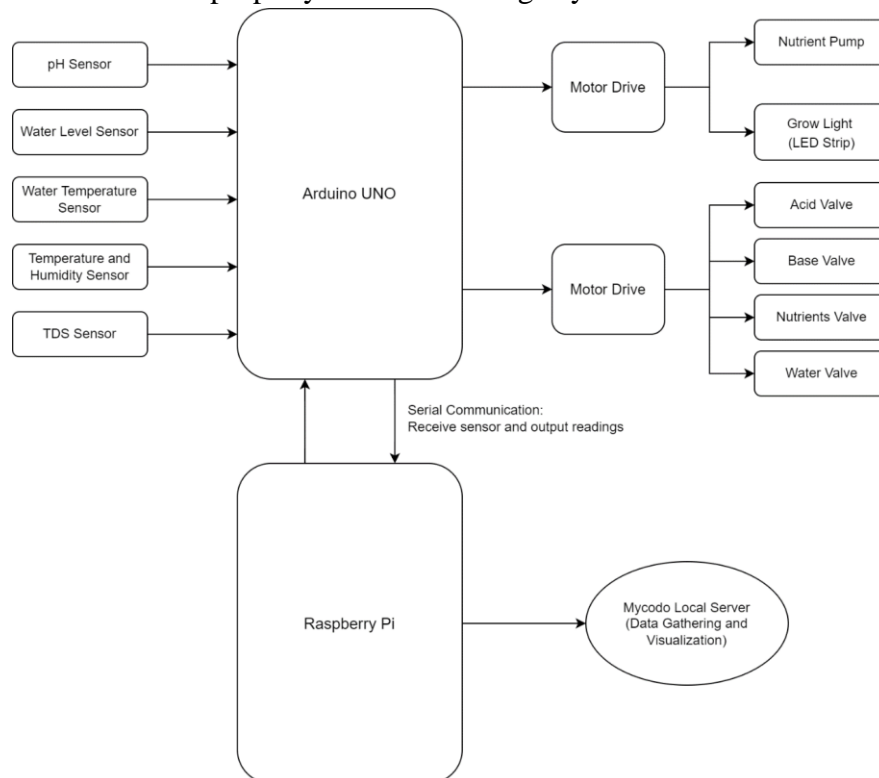 pH Sensor
Water Level Sensor
Water Temperature
Sensor
Temperature and
Humidity Sensor
TDS Sensor
Arduino UNO
Motor Drive
Nutrient Pump
Grow Light
(LED Strip)
Motor Drive
Acid Valve
Base Valve
Nutrients Valve
Water Valve
Serial Communication:
Receive sensor and output readings
Raspberry Pi
Mycodo Local Server
(Data Gathering and
Visualization)